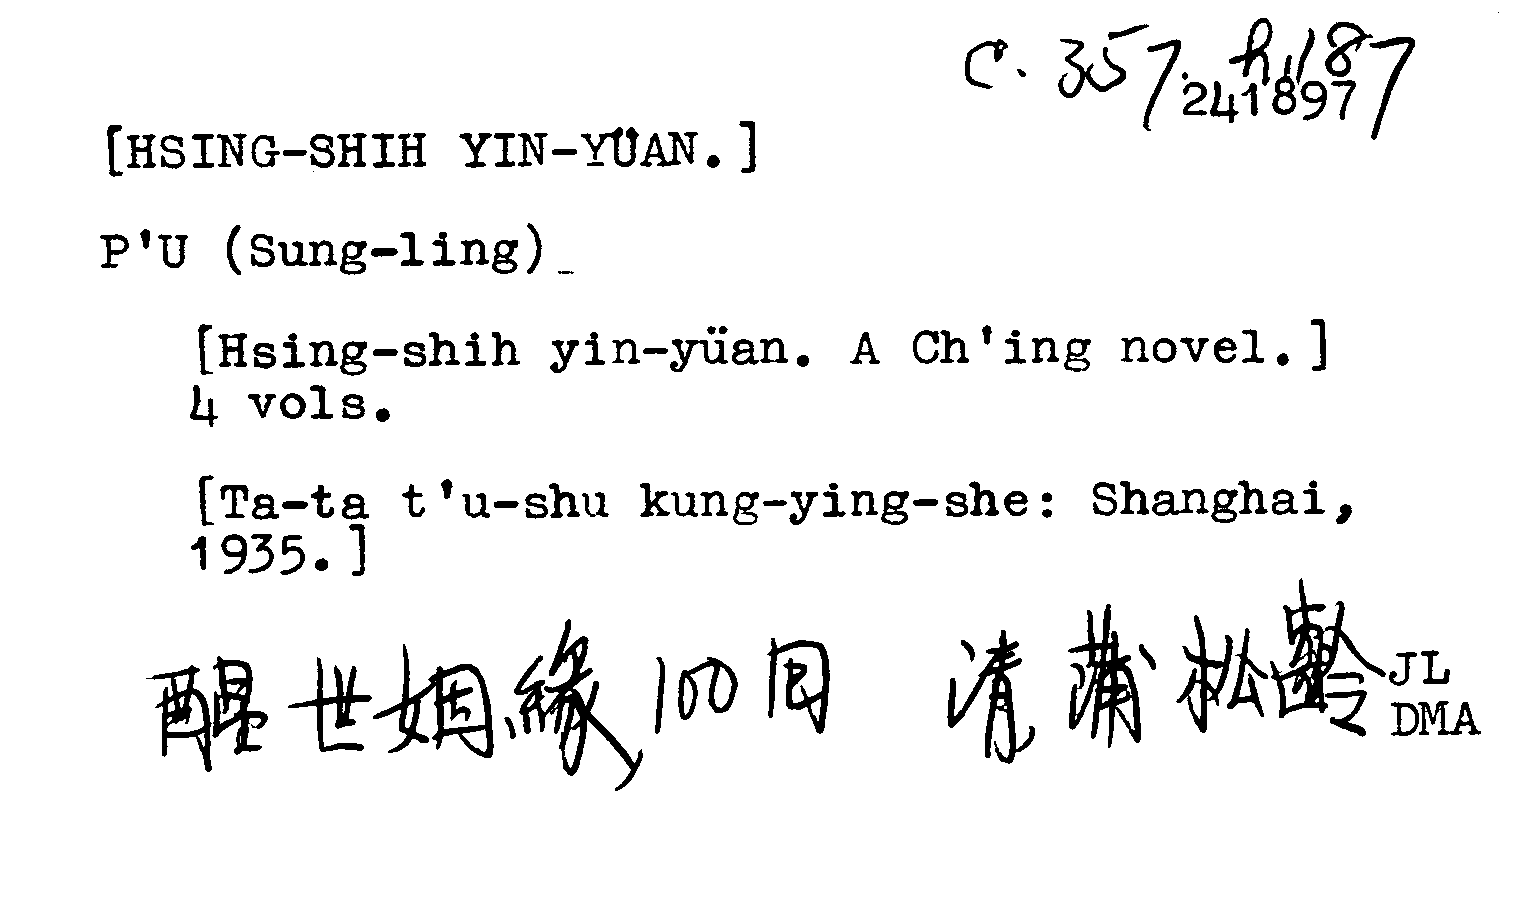 c. 357. h. 187
241897
[HSING-SHIH YIN-YÜAN.]
P'U (Sung-ling)
[Hsing-shih yin-yüan. A Ch'ing novel.]
4 vols.
[Ta-ta t'u-shu kung-ying-she: Shanghai,
1935.]
醒世姻緣 100回 清 蒲松齡 JL
DMA